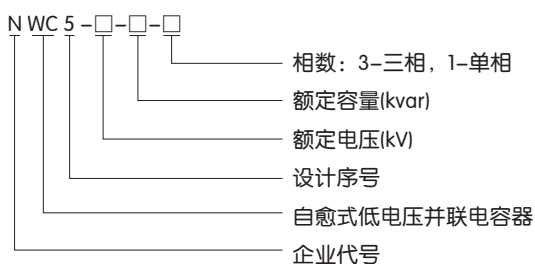 N WC 5 -□-□-□
相数：3-三相，1-单相
额定容量(kvar)
额定电压(kV)
设计序号
自愈式低电压并联电容器
企业代号